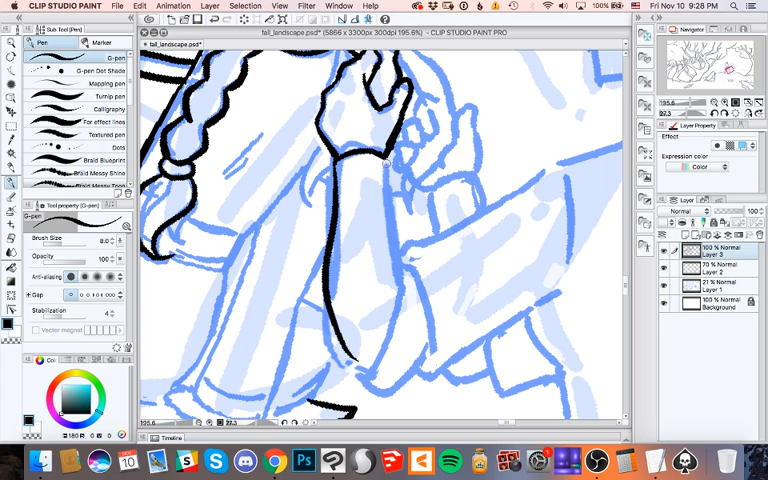 CLIP STUDIO PAINT File Edit Animation Layer Selection View Filter Window Help 100% Fri Nov 10 9:28 PM
fall_landscape.psd* (5866 x 3300px 300dpi 195.6%) - CLIP STUDIO PAINT PRO
Sub Tool [Pen]
Pen Marker
G-pen
G-pen Dot Shade
Mapping pen
Turnip pen
Calligraphy
For effect lines
Textured pen
Dots
Braid Blueprint
Braid Messy Shine
Tool property [G-pen]
G-pen
Brush Size 8.0
Opacity 100
Anti-aliasing
Gap
Stabilization 4
Vector magnet
fall_landscape.psd*
Navigator
195.6
Layer Property
Effect
Expression color
Color
Layer
Normal 100
100 % Normal
Layer 3
70 % Normal
Layer 2
21 % Normal
Layer 1
100 % Normal
Background
195.6
Timeline